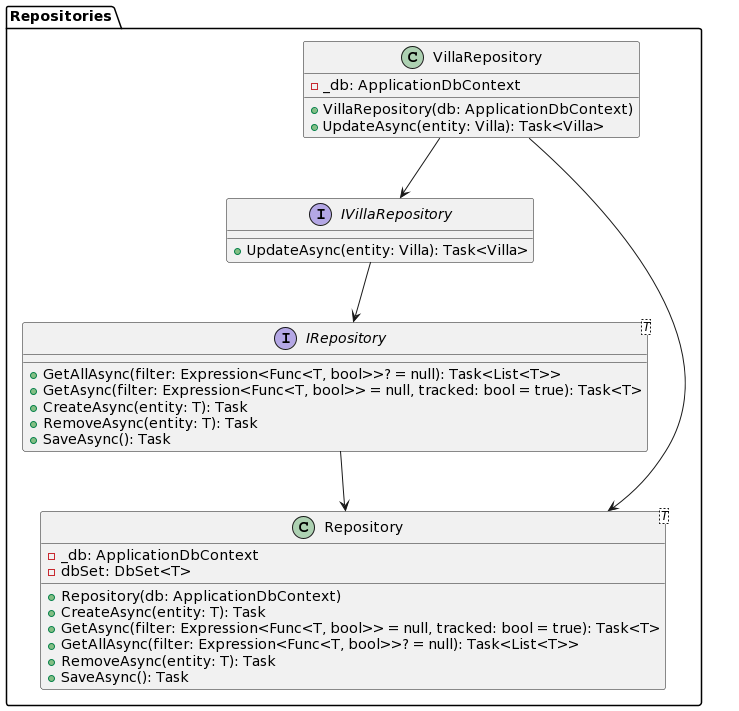 Repositories
C VillaRepository
_db: ApplicationDbContext
VillaRepository(db: ApplicationDbContext)
UpdateAsync(entity: Villa): Task<Villa>
I IVillaRepository
UpdateAsync(entity: Villa): Task<Villa>
I IRepository
T
GetAllAsync(filter: Expression<Func<T, bool>>? = null): Task<List<T>>
GetAsync(filter: Expression<Func<T, bool>> = null, tracked: bool = true): Task<T>
CreateAsync(entity: T): Task
RemoveAsync(entity: T): Task
SaveAsync(): Task
C Repository
T
_db: ApplicationDbContext
dbSet: DbSet<T>
Repository(db: ApplicationDbContext)
CreateAsync(entity: T): Task
GetAsync(filter: Expression<Func<T, bool>> = null, tracked: bool = true): Task<T>
GetAllAsync(filter: Expression<Func<T, bool>>? = null): Task<List<T>>
RemoveAsync(entity: T): Task
SaveAsync(): Task